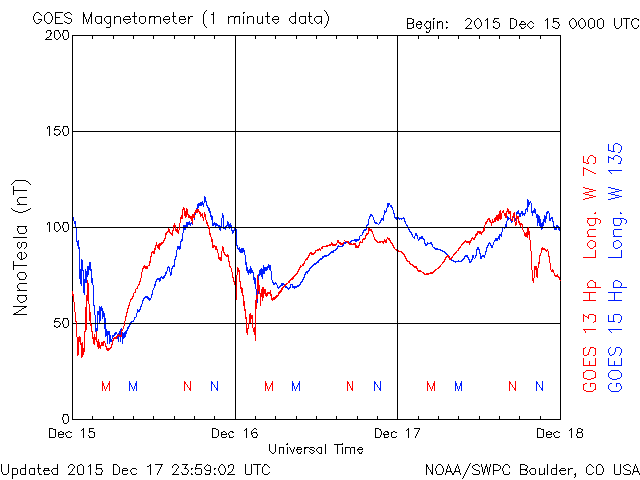 GOES Magnetometer (1 minute data)
Begin: 2015 Dec 15 0000 UTC
200
150
100
50
0
NanoTesla (nT)
M M N N M M N N M M N N
Dec 15 Dec 16 Dec 17 Dec 18
Universal Time
GOES 13 Hp Long. W 75
GOES 15 Hp Long. W 135
Updated 2015 Dec 17 23:59:02 UTC
NOAA/SWPC Boulder, CO USA